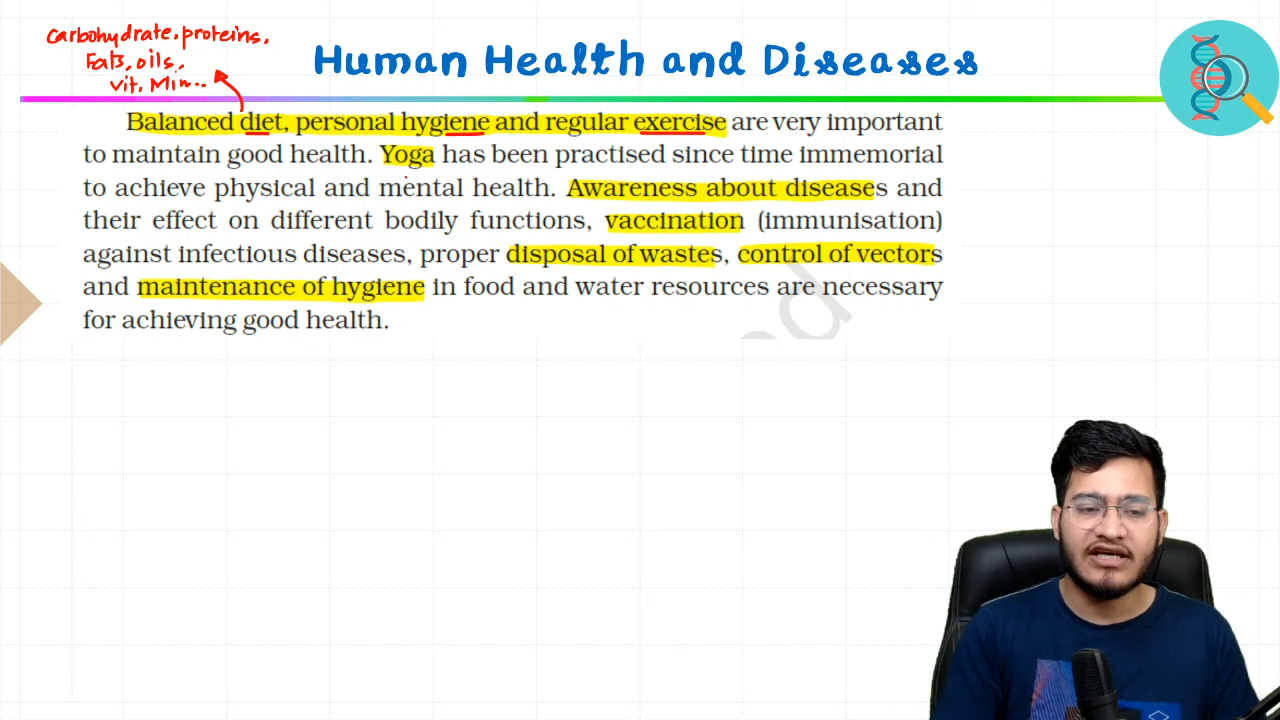 Carbohydrate, proteins,
Fats, oils,
vit. Min...
Human Health and Diseases
Balanced diet, personal hygiene and regular exercise are very important
to maintain good health. Yoga has been practised since time immemorial
to achieve physical and mental health. Awareness about diseases and
their effect on different bodily functions, vaccination (immunisation)
against infectious diseases, proper disposal of wastes, control of vectors
and maintenance of hygiene in food and water resources are necessary
for achieving good health.